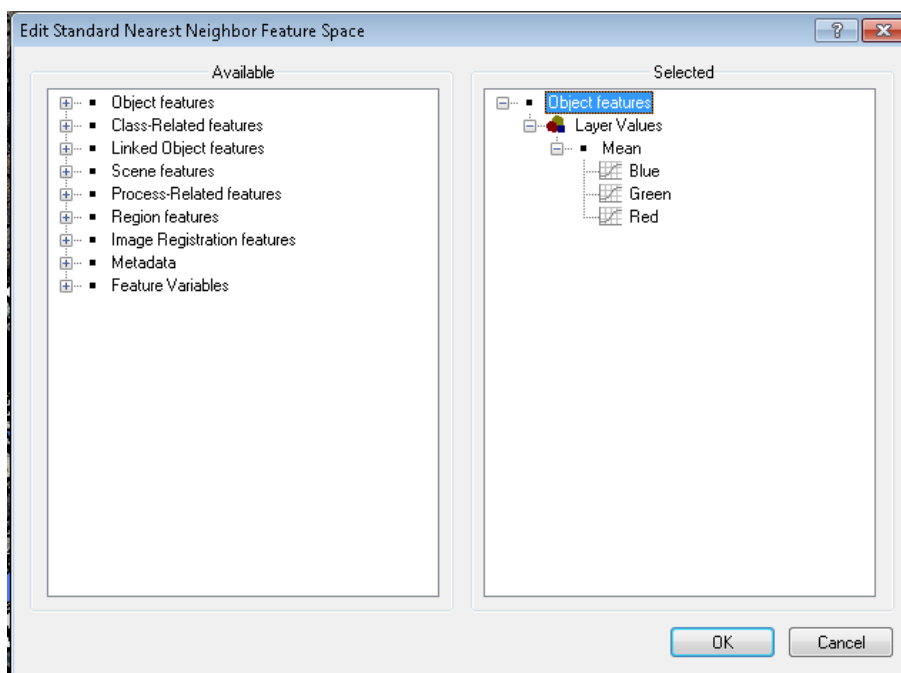 Edit Standard Nearest Neighbor Feature Space
Available
Object features
Class-Related features
Linked Object features
Scene features
Process-Related features
Region features
Image Registration features
Metadata
Feature Variables
Selected
Object features
Layer Values
Mean
Blue
Green
Red
OK
Cancel